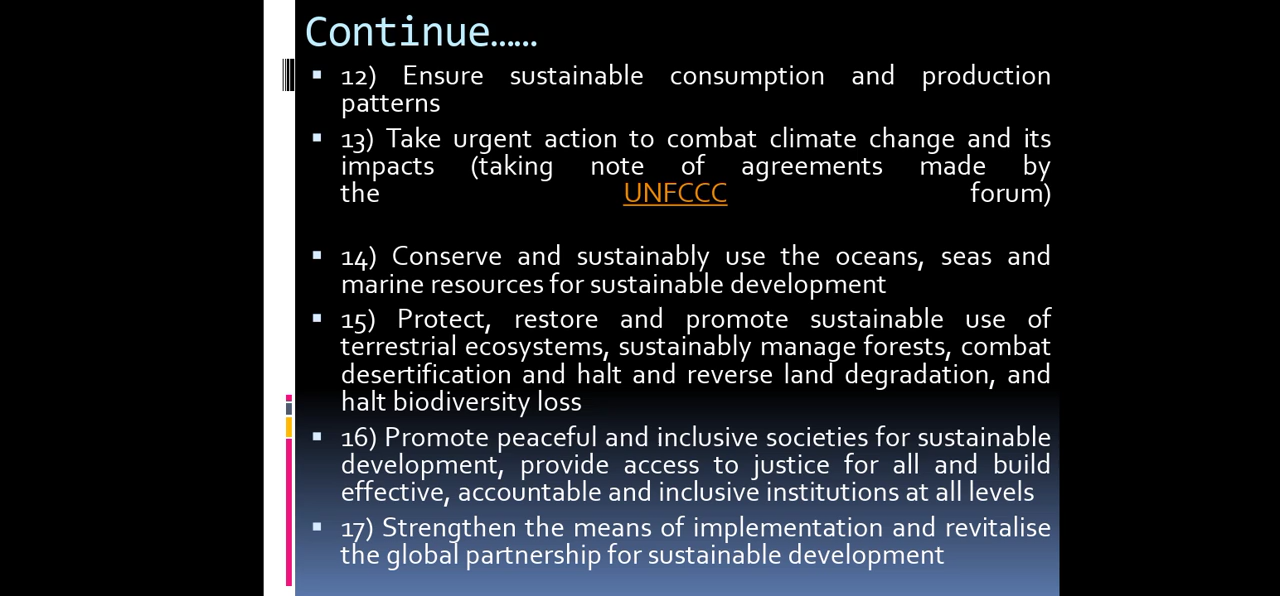 Continue……
▪ 12) Ensure sustainable consumption and production
patterns
▪ 13) Take urgent action to combat climate change and its
impacts (taking note of agreements made by
the UNFCCC forum)
▪ 14) Conserve and sustainably use the oceans, seas and
marine resources for sustainable development
▪ 15) Protect, restore and promote sustainable use of
terrestrial ecosystems, sustainably manage forests, combat
desertification and halt and reverse land degradation, and
halt biodiversity loss
▪ 16) Promote peaceful and inclusive societies for sustainable
development, provide access to justice for all and build
effective, accountable and inclusive institutions at all levels
▪ 17) Strengthen the means of implementation and revitalise
the global partnership for sustainable development